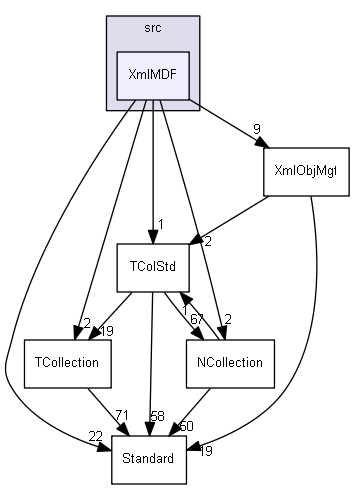 src
XmlMDF
9
XmlObjMgt
1
2
TColStd
1
67
2
19
2
TCollection
NCollection
71
58
50
22
19
Standard